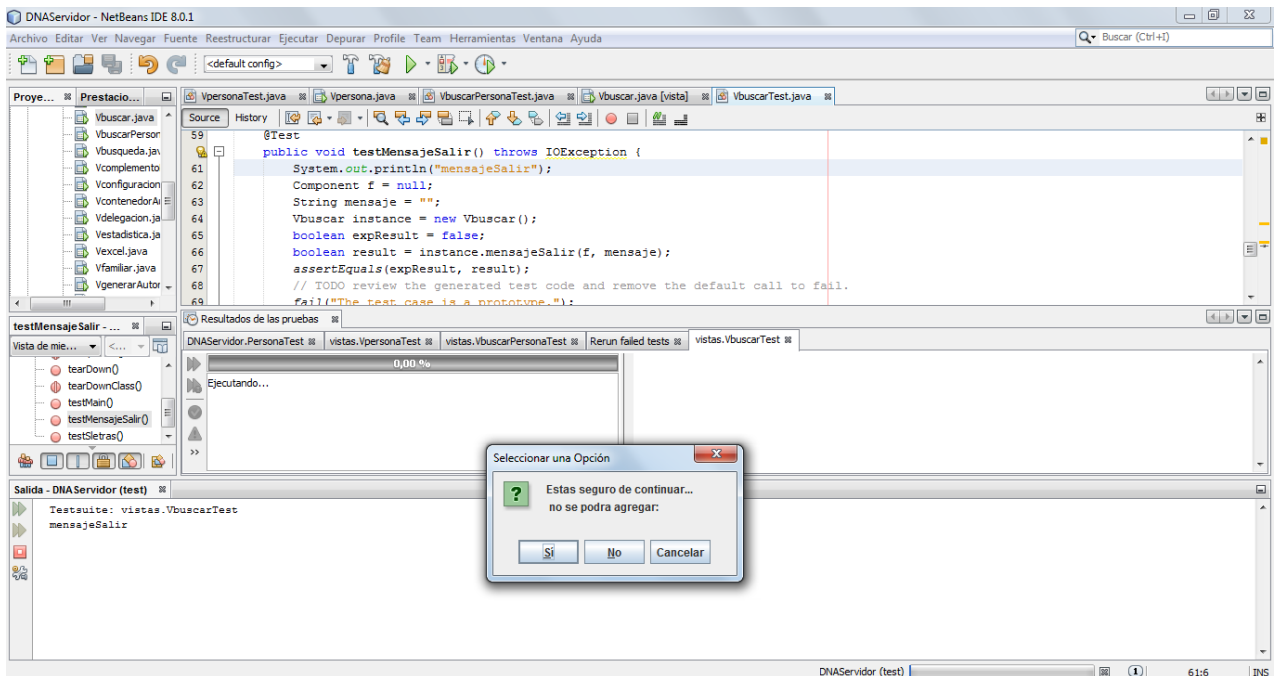 DNAServidor - NetBeans IDE 8.0.1
Archivo Editar Ver Navegar Fuente Reestructurar Ejecutar Depurar Profile Team Herramientas Ventana Ayuda
Buscar (Ctrl+I)
<default config>
Proye... Prestacio...
VpersonaTest.java Vpersona.java VbuscarPersonaTest.java Vbuscar.java [vista] VbuscarTest.java
Source History
Vbuscar.java
VbuscarPerson
Vbusqueda.jav
Vcomplemento
Vconfiguracion
VcontenedorA
Vdelegacion.ja
Vestadistica.ja
Vexcel.java
Vfamiliar.java
VgenerarAutor
59 @Test
public void testMensajeSalir() throws IOException {
61 System.out.println("mensajeSalir");
62 Component f = null;
63 String mensaje = "";
64 Vbuscar instance = new Vbuscar();
65 boolean expResult = false;
66 boolean result = instance.mensajeSalir(f, mensaje);
67 assertEquals(expResult, result);
68 // TODO review the generated test code and remove the default call to fail.
69 fail("The test case is a prototype.");
testMensajeSalir - ...
Vista de mie... <...
tearDown()
tearDownClass()
testMain()
testMensajeSalir()
testSletras()
Resultados de las pruebas
DNAServidor.PersonaTest vistas.VpersonaTest vistas.VbuscarPersonaTest Rerun failed tests vistas.VbuscarTest
0,00 %
Ejecutando...
Seleccionar una Opción
Estas seguro de continuar...
no se podra agregar:
Sí No Cancelar
Salida - DNAServidor (test)
Testsuite: vistas.VbuscarTest
mensajeSalir
DNAServidor (test) 1 61:6 INS